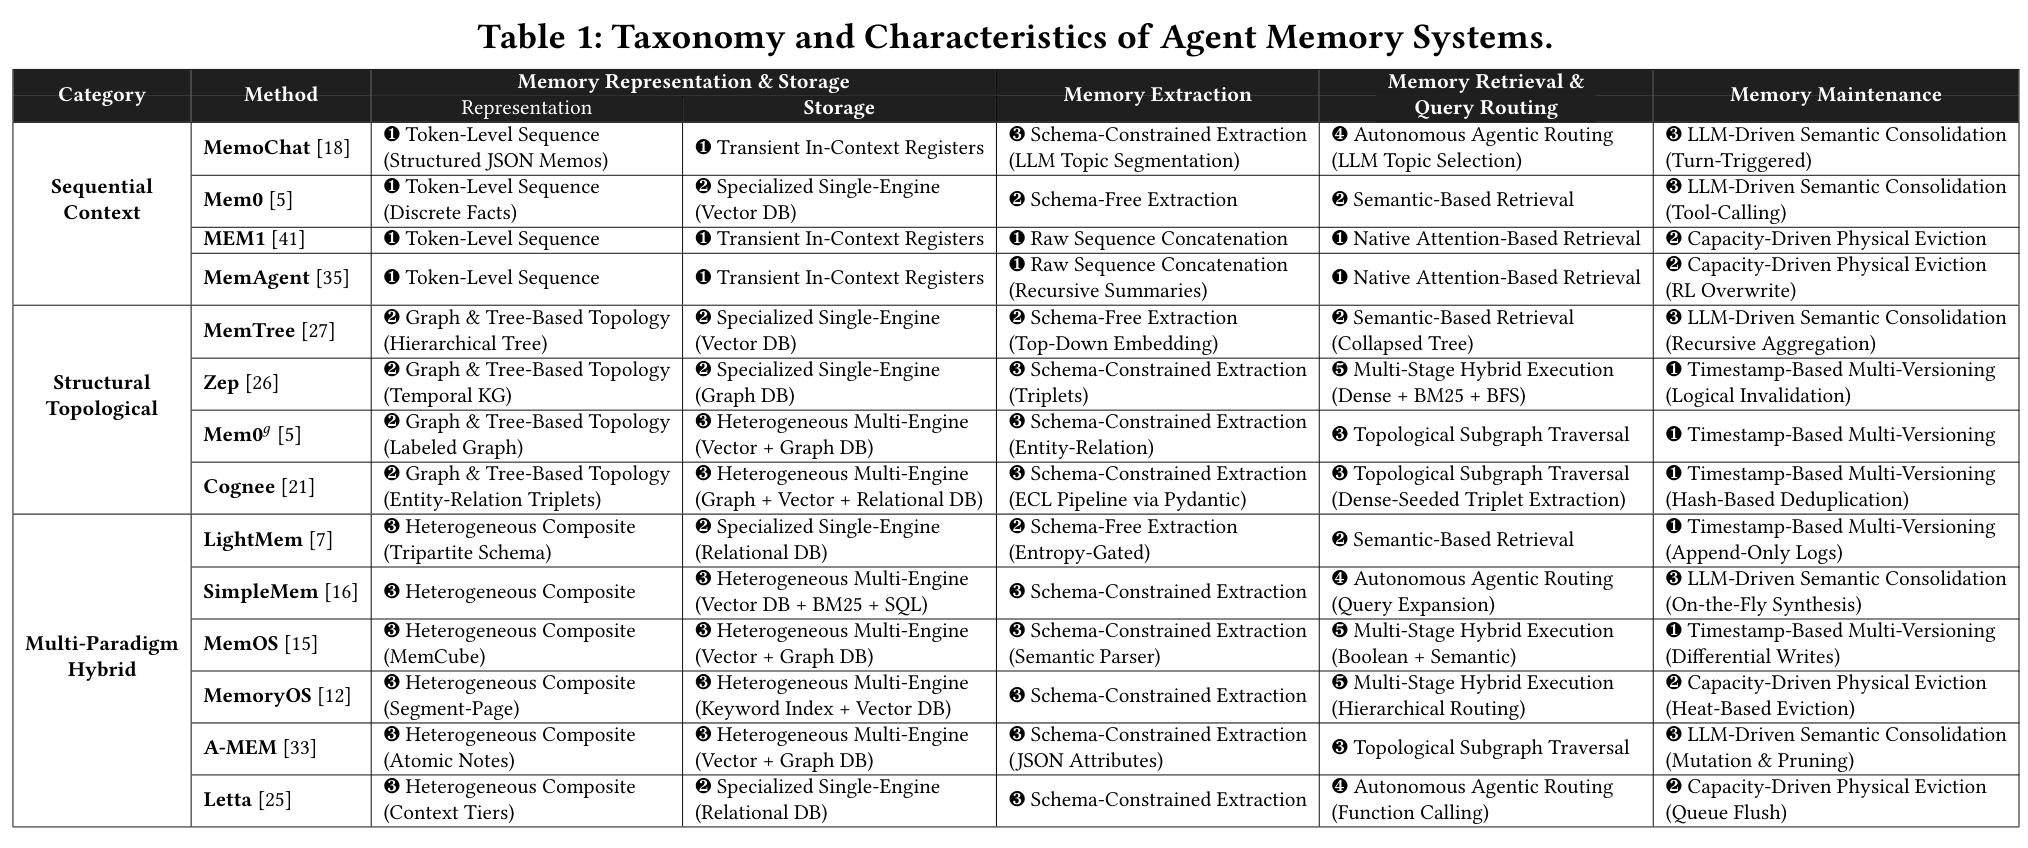 Table 1: Taxonomy and Characteristics of Agent Memory Systems.
Category Method Memory Representation & Storage Memory Extraction Memory Retrieval & Query Routing Memory Maintenance
Representation Storage
Sequential Context
MemoChat [18] ❶ Token-Level Sequence (Structured JSON Memos) ❶ Transient In-Context Registers ❸ Schema-Constrained Extraction (LLM Topic Segmentation) ❹ Autonomous Agentic Routing (LLM Topic Selection) ❸ LLM-Driven Semantic Consolidation (Turn-Triggered)
Mem0 [5] ❶ Token-Level Sequence (Discrete Facts) ❷ Specialized Single-Engine (Vector DB) ❷ Schema-Free Extraction ❷ Semantic-Based Retrieval ❸ LLM-Driven Semantic Consolidation (Tool-Calling)
MEM1 [41] ❶ Token-Level Sequence ❶ Transient In-Context Registers ❶ Raw Sequence Concatenation ❶ Native Attention-Based Retrieval ❷ Capacity-Driven Physical Eviction
MemAgent [35] ❶ Token-Level Sequence ❶ Transient In-Context Registers ❶ Raw Sequence Concatenation (Recursive Summaries) ❶ Native Attention-Based Retrieval ❷ Capacity-Driven Physical Eviction (RL Overwrite)
Structural Topological
MemTree [27] ❷ Graph & Tree-Based Topology (Hierarchical Tree) ❷ Specialized Single-Engine (Vector DB) ❷ Schema-Free Extraction (Top-Down Embedding) ❷ Semantic-Based Retrieval (Collapsed Tree) ❸ LLM-Driven Semantic Consolidation (Recursive Aggregation)
Zep [26] ❷ Graph & Tree-Based Topology (Temporal KG) ❷ Specialized Single-Engine (Graph DB) ❸ Schema-Constrained Extraction (Triplets) ❺ Multi-Stage Hybrid Execution (Dense + BM25 + BFS) ❶ Timestamp-Based Multi-Versioning (Logical Invalidation)
Mem0ᵍ [5] ❷ Graph & Tree-Based Topology (Labeled Graph) ❸ Heterogeneous Multi-Engine (Vector + Graph DB) ❸ Schema-Constrained Extraction (Entity-Relation) ❸ Topological Subgraph Traversal ❶ Timestamp-Based Multi-Versioning
Cognee [21] ❷ Graph & Tree-Based Topology (Entity-Relation Triplets) ❸ Heterogeneous Multi-Engine (Graph + Vector + Relational DB) ❸ Schema-Constrained Extraction (ECL Pipeline via Pydantic) ❸ Topological Subgraph Traversal (Dense-Seeded Triplet Extraction) ❶ Timestamp-Based Multi-Versioning (Hash-Based Deduplication)
Multi-Paradigm Hybrid
LightMem [7] ❸ Heterogeneous Composite (Tripartite Schema) ❷ Specialized Single-Engine (Relational DB) ❷ Schema-Free Extraction (Entropy-Gated) ❷ Semantic-Based Retrieval ❶ Timestamp-Based Multi-Versioning (Append-Only Logs)
SimpleMem [16] ❸ Heterogeneous Composite ❸ Heterogeneous Multi-Engine (Vector DB + BM25 + SQL) ❸ Schema-Constrained Extraction ❹ Autonomous Agentic Routing (Query Expansion) ❸ LLM-Driven Semantic Consolidation (On-the-Fly Synthesis)
MemOS [15] ❸ Heterogeneous Composite (MemCube) ❸ Heterogeneous Multi-Engine (Vector + Graph DB) ❸ Schema-Constrained Extraction (Semantic Parser) ❺ Multi-Stage Hybrid Execution (Boolean + Semantic) ❶ Timestamp-Based Multi-Versioning (Differential Writes)
MemoryOS [12] ❸ Heterogeneous Composite (Segment-Page) ❸ Heterogeneous Multi-Engine (Keyword Index + Vector DB) ❸ Schema-Constrained Extraction ❺ Multi-Stage Hybrid Execution (Hierarchical Routing) ❷ Capacity-Driven Physical Eviction (Heat-Based Eviction)
A-MEM [33] ❸ Heterogeneous Composite (Atomic Notes) ❸ Heterogeneous Multi-Engine (Vector + Graph DB) ❸ Schema-Constrained Extraction (JSON Attributes) ❸ Topological Subgraph Traversal ❸ LLM-Driven Semantic Consolidation (Mutation & Pruning)
Letta [25] ❸ Heterogeneous Composite (Context Tiers) ❷ Specialized Single-Engine (Relational DB) ❸ Schema-Constrained Extraction ❹ Autonomous Agentic Routing (Function Calling) ❷ Capacity-Driven Physical Eviction (Queue Flush)